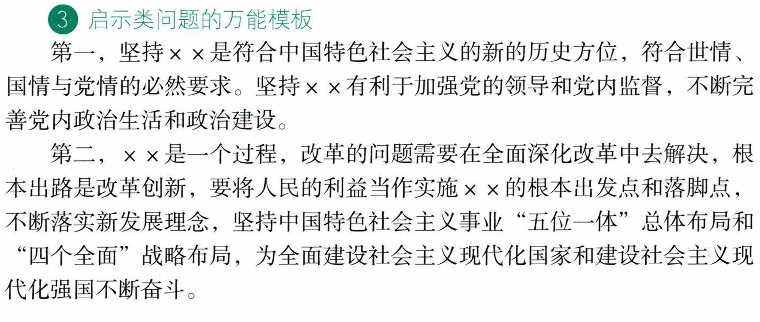 3 启示类问题的万能模板
第一，坚持××是符合中国特色社会主义的新的历史方位，符合世情、
国情与党情的必然要求。坚持××有利于加强党的领导和党内监督，不断完
善党内政治生活和政治建设。
第二，××是一个过程，改革的问题需要在全面深化改革中去解决，根
本出路是改革创新，要将人民的利益当作实施××的根本出发点和落脚点，
不断落实新发展理念，坚持中国特色社会主义事业“五位一体”总体布局和
“四个全面”战略布局，为全面建设社会主义现代化国家和建设社会主义现
代化强国不断奋斗。